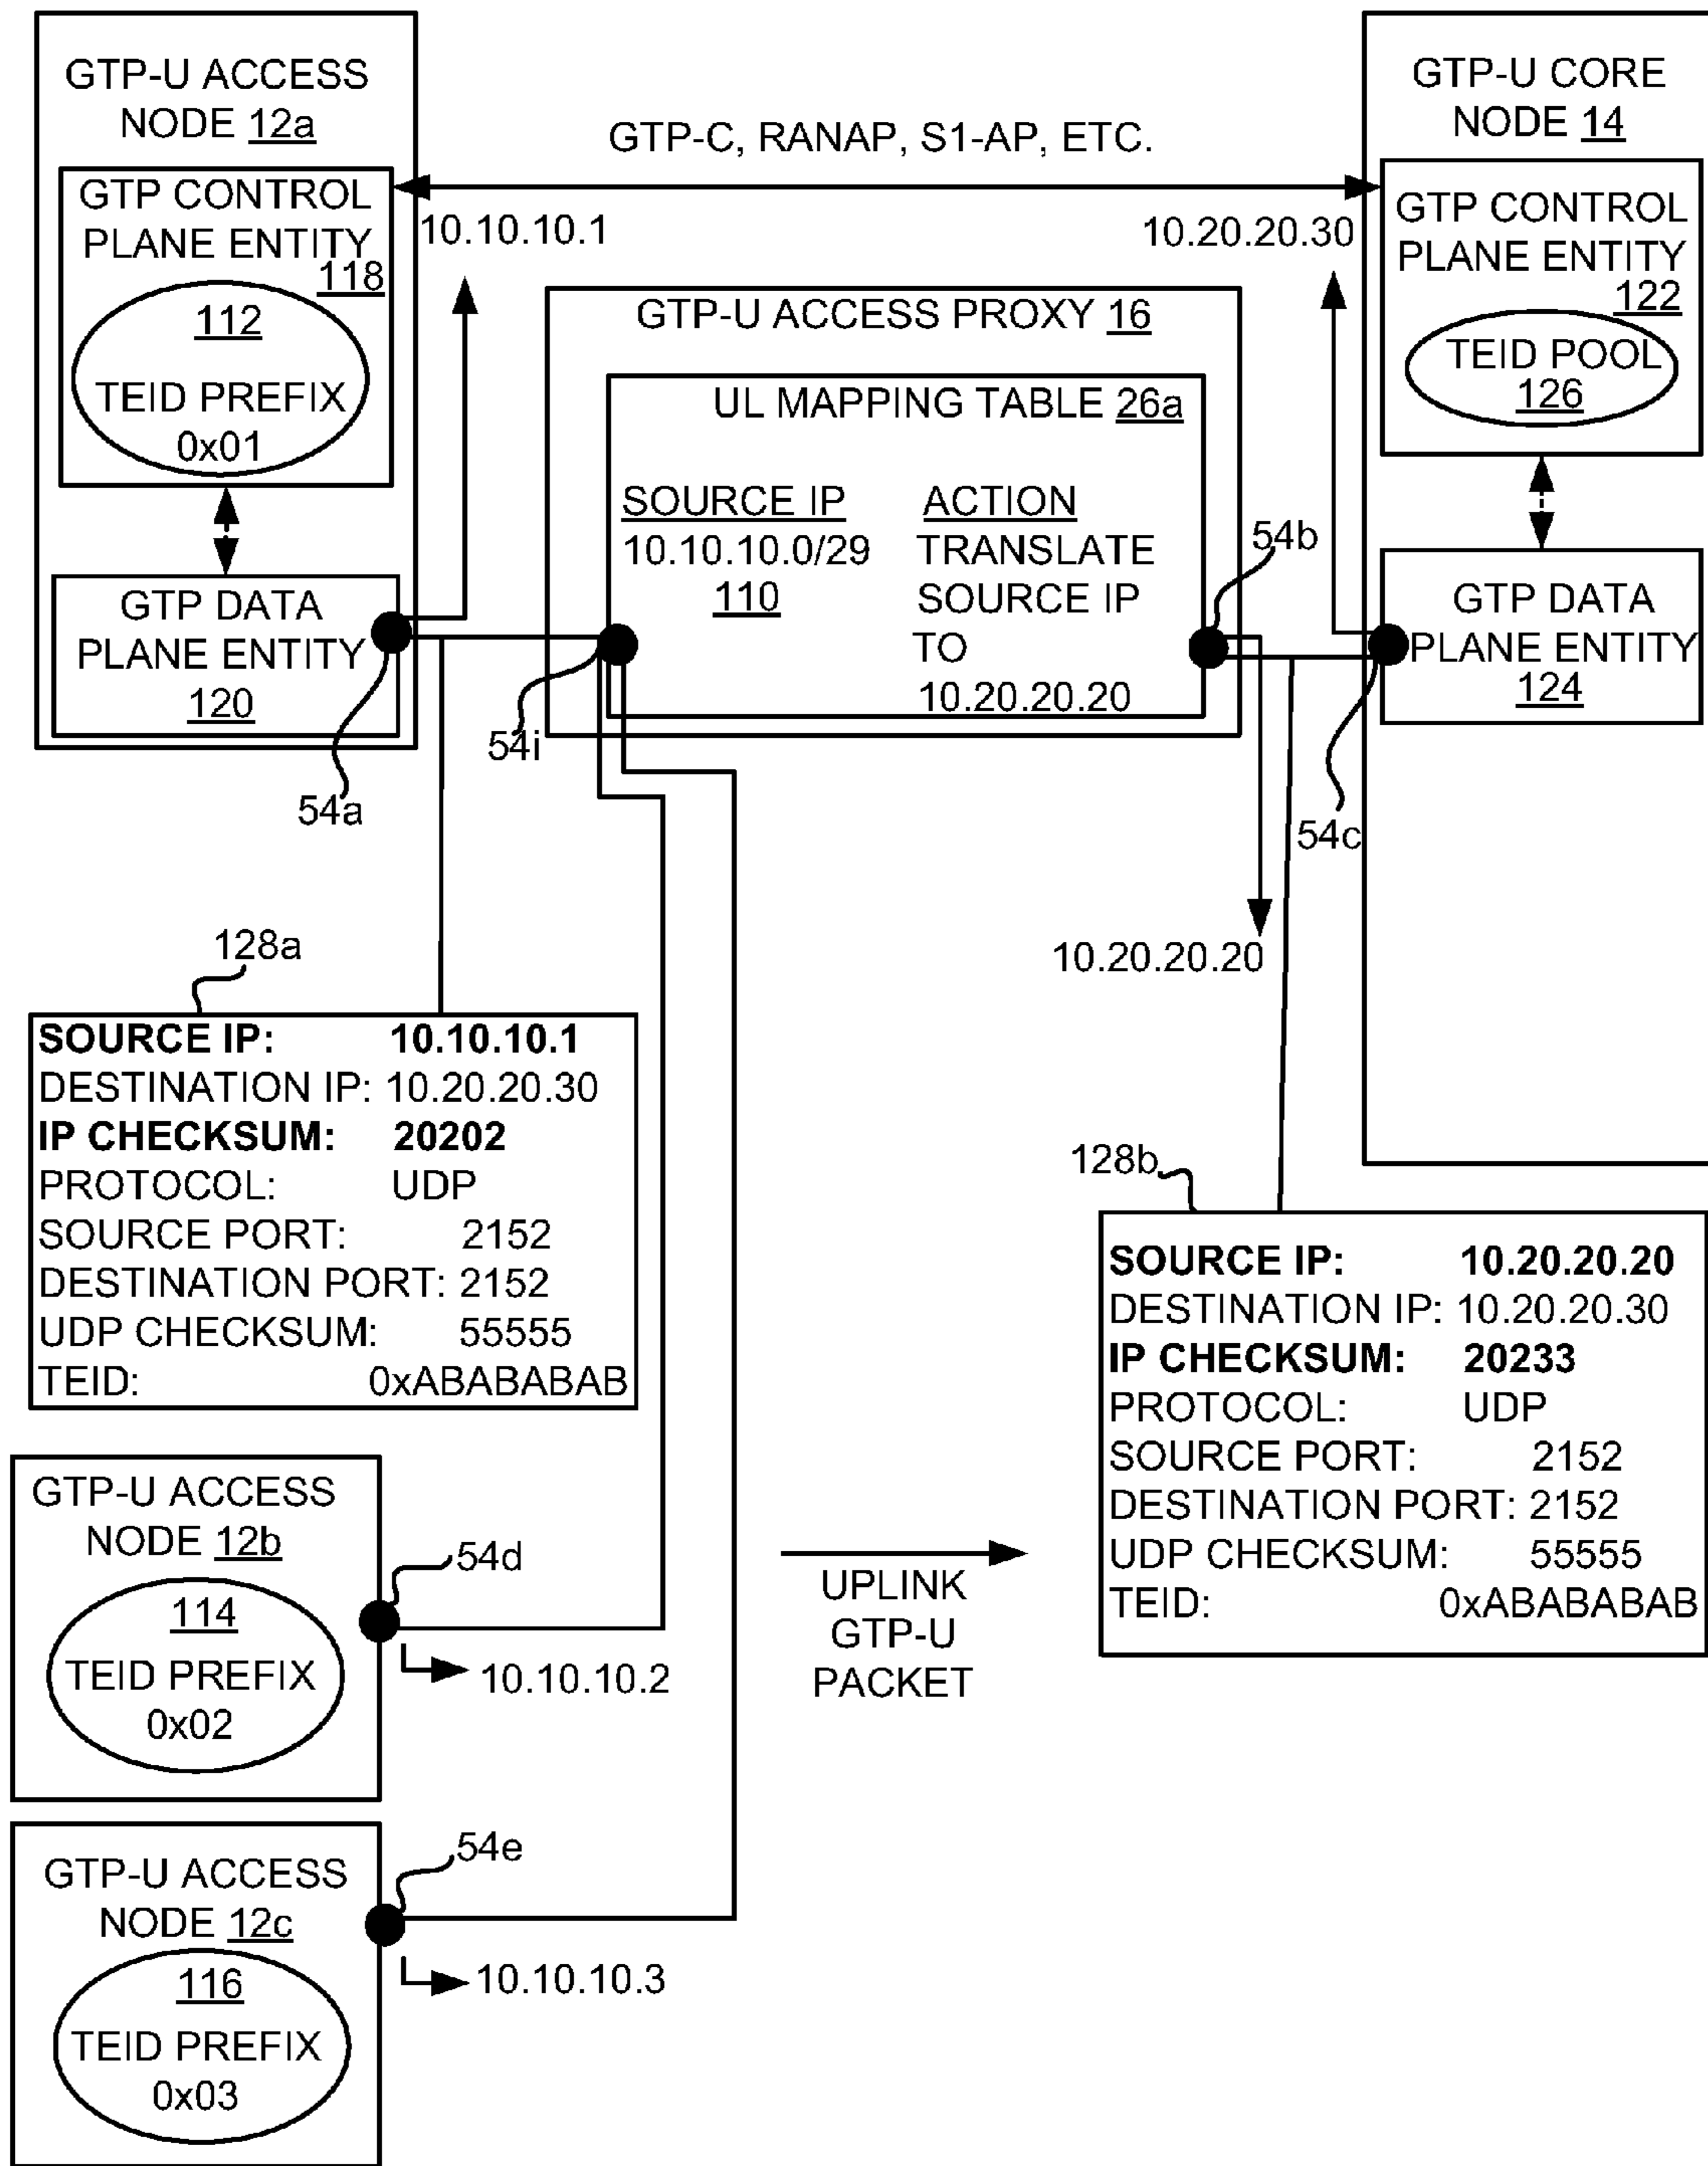 GTP-U ACCESS
NODE 12a
GTP CONTROL
PLANE ENTITY
118
112
TEID PREFIX
0x01
GTP DATA
PLANE ENTITY
120
54a
GTP-C, RANAP, S1-AP, ETC.
10.10.10.1
10.20.20.30
GTP-U ACCESS PROXY 16
UL MAPPING TABLE 26a
SOURCE IP ACTION
10.10.10.0/29 TRANSLATE
110 SOURCE IP
TO
10.20.20.20
54i
54b
GTP-U CORE
NODE 14
GTP CONTROL
PLANE ENTITY
122
TEID POOL
126
GTP DATA
PLANE ENTITY
124
54c
10.20.20.20
128a
SOURCE IP: 10.10.10.1
DESTINATION IP: 10.20.20.30
IP CHECKSUM: 20202
PROTOCOL: UDP
SOURCE PORT: 2152
DESTINATION PORT: 2152
UDP CHECKSUM: 55555
TEID: 0xABABABAB
128b
SOURCE IP: 10.20.20.20
DESTINATION IP: 10.20.20.30
IP CHECKSUM: 20233
PROTOCOL: UDP
SOURCE PORT: 2152
DESTINATION PORT: 2152
UDP CHECKSUM: 55555
TEID: 0xABABABAB
GTP-U ACCESS
NODE 12b
114
TEID PREFIX
0x02
54d
10.10.10.2
UPLINK
GTP-U
PACKET
GTP-U ACCESS
NODE 12c
116
TEID PREFIX
0x03
54e
10.10.10.3